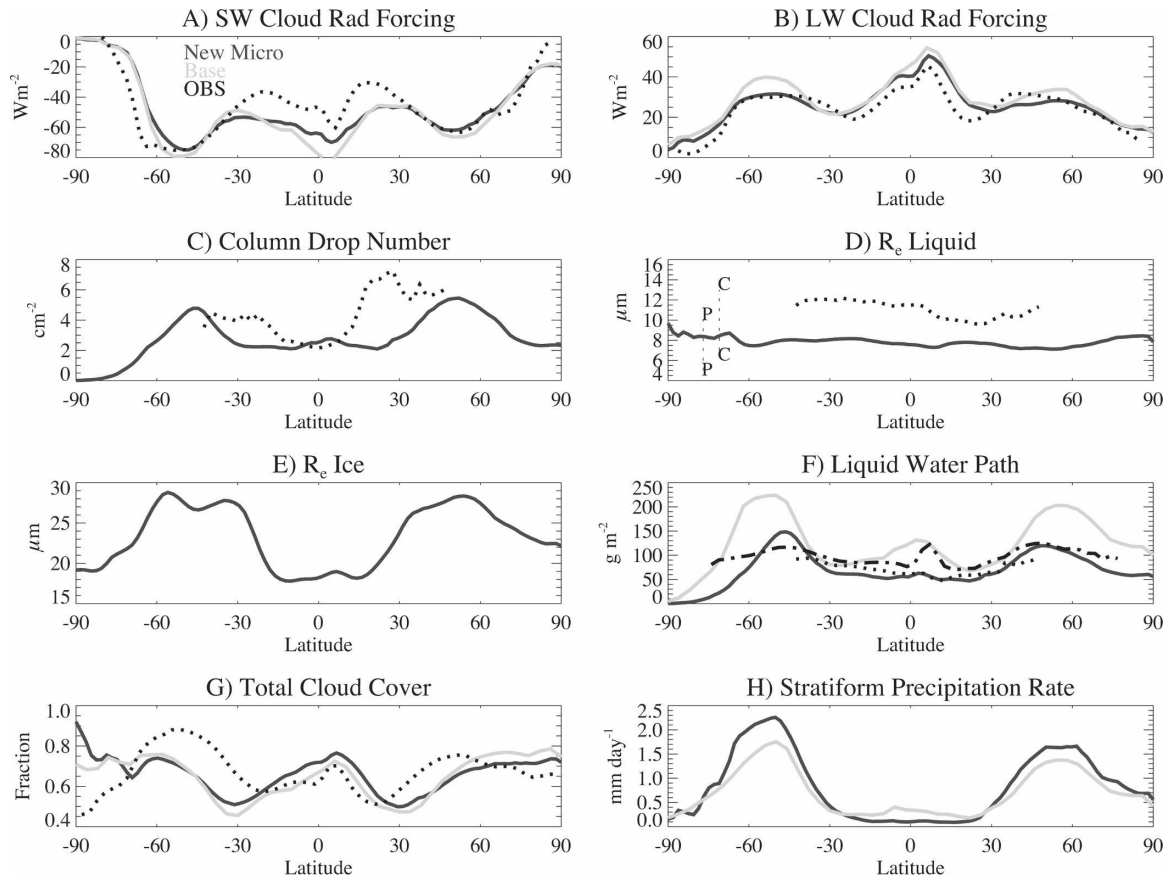 A) SW Cloud Rad Forcing
0
-20
-40
-60
-80
Wm-2
New Micro
Base
OBS
-90 -60 -30 0 30 60 90
Latitude
B) LW Cloud Rad Forcing
60
40
20
0
Wm-2
-90 -60 -30 0 30 60 90
Latitude
C) Column Drop Number
8
6
4
2
0
cm-2
-90 -60 -30 0 30 60 90
Latitude
D) Re Liquid
16
14
12
10
8
6
4
μm
C
P
C
P
-90 -60 -30 0 30 60 90
Latitude
E) Re Ice
30
25
20
15
μm
-90 -60 -30 0 30 60 90
Latitude
F) Liquid Water Path
250
200
150
100
50
0
g m-2
-90 -60 -30 0 30 60 90
Latitude
G) Total Cloud Cover
1.0
0.8
0.6
0.4
Fraction
-90 -60 -30 0 30 60 90
Latitude
H) Stratiform Precipitation Rate
2.5
2.0
1.5
1.0
0.5
0.0
mm day-1
-90 -60 -30 0 30 60 90
Latitude